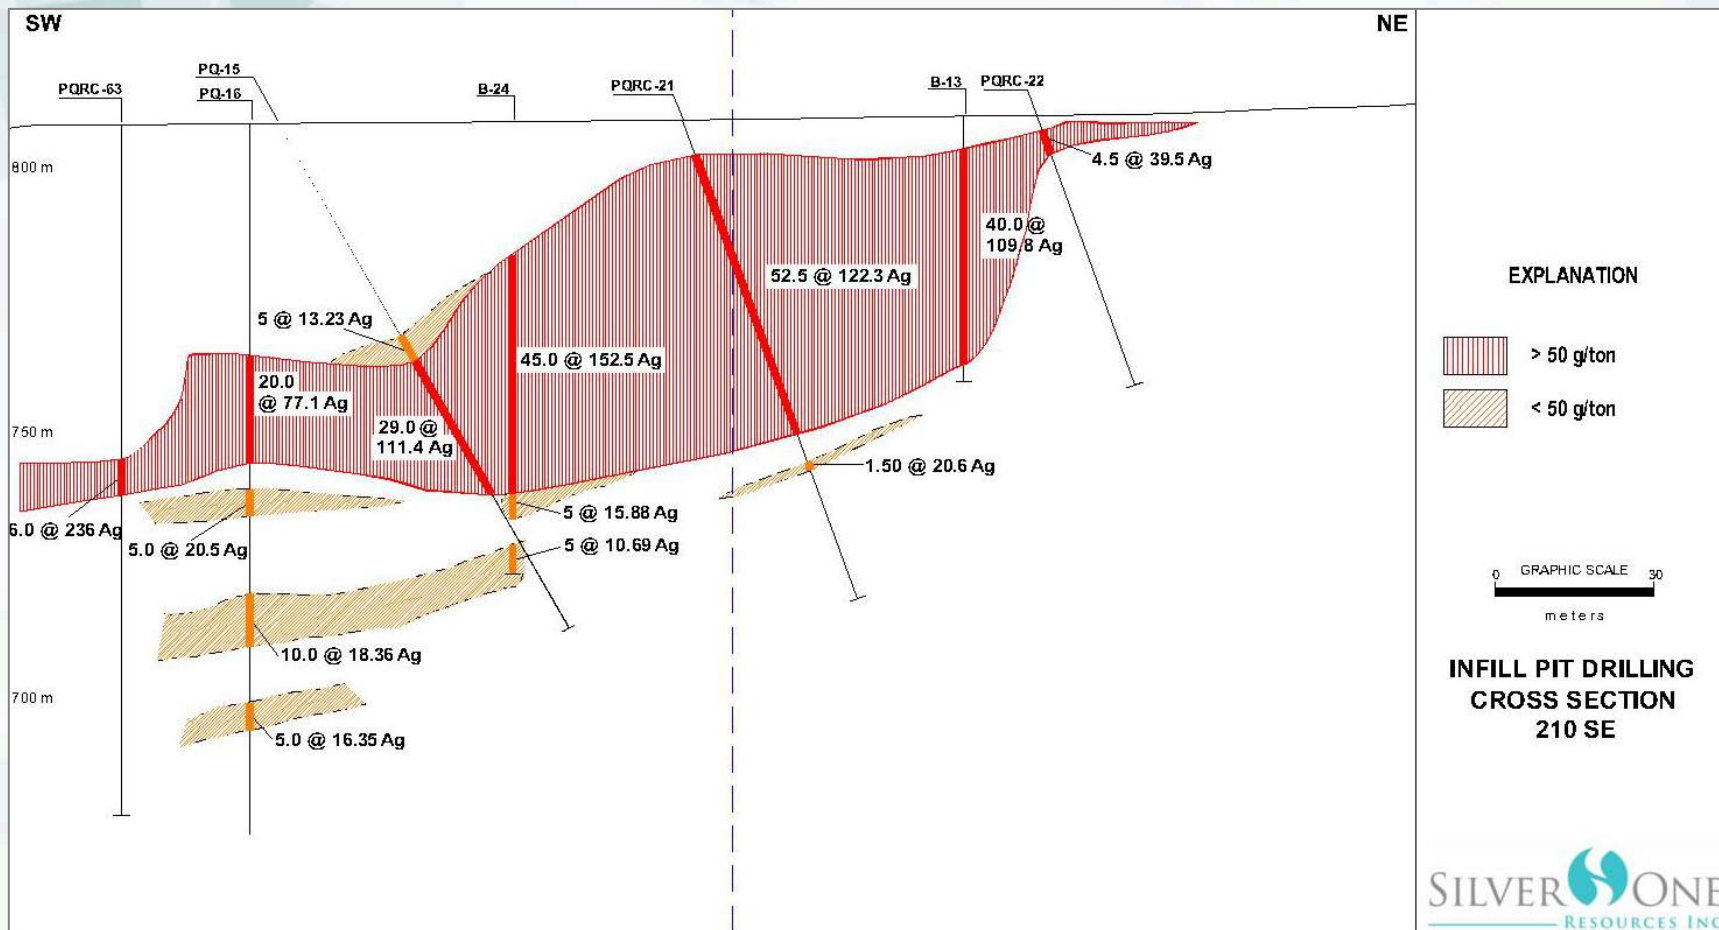 SW
NE
PQRC-63
PQ-15
PQ-16
B-24
PQRC-21
B-13
PQRC-22
800 m
750 m
700 m
4.5 @ 39.5 Ag
40.0 @
109.8 Ag
52.5 @ 122.3 Ag
5 @ 13.23 Ag
45.0 @ 152.5 Ag
20.0
@ 77.1 Ag
29.0 @
111.4 Ag
1.50 @ 20.6 Ag
6.0 @ 236 Ag
5.0 @ 20.5 Ag
5 @ 15.88 Ag
5 @ 10.69 Ag
10.0 @ 18.36 Ag
5.0 @ 16.35 Ag
EXPLANATION
> 50 g/ton
< 50 g/ton
0 GRAPHIC SCALE 30
meters
INFILL PIT DRILLING
CROSS SECTION
210 SE
SILVER ONE
RESOURCES INC